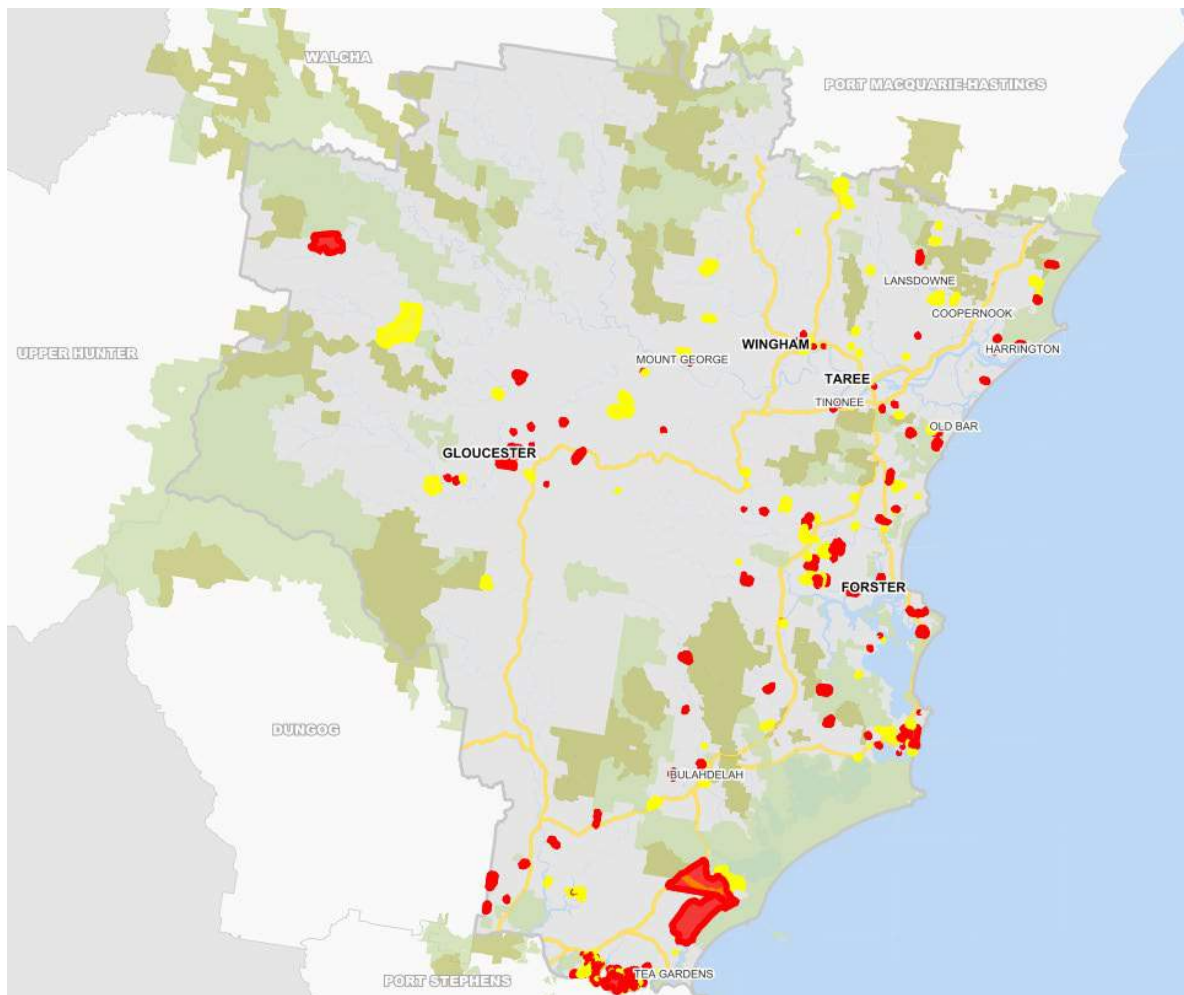 WALCHA
PORT MACQUARIE-HASTINGS
LANSDOWNE
COOPERNOOK
WINGHAM
HARRINGTON
UPPER HUNTER
MOUNT GEORGE
TAREE
TINONEE
OLD BAR
GLOUCESTER
FORSTER
DUNGOG
BULAHDELAH
TEA GARDENS
PORT STEPHENS